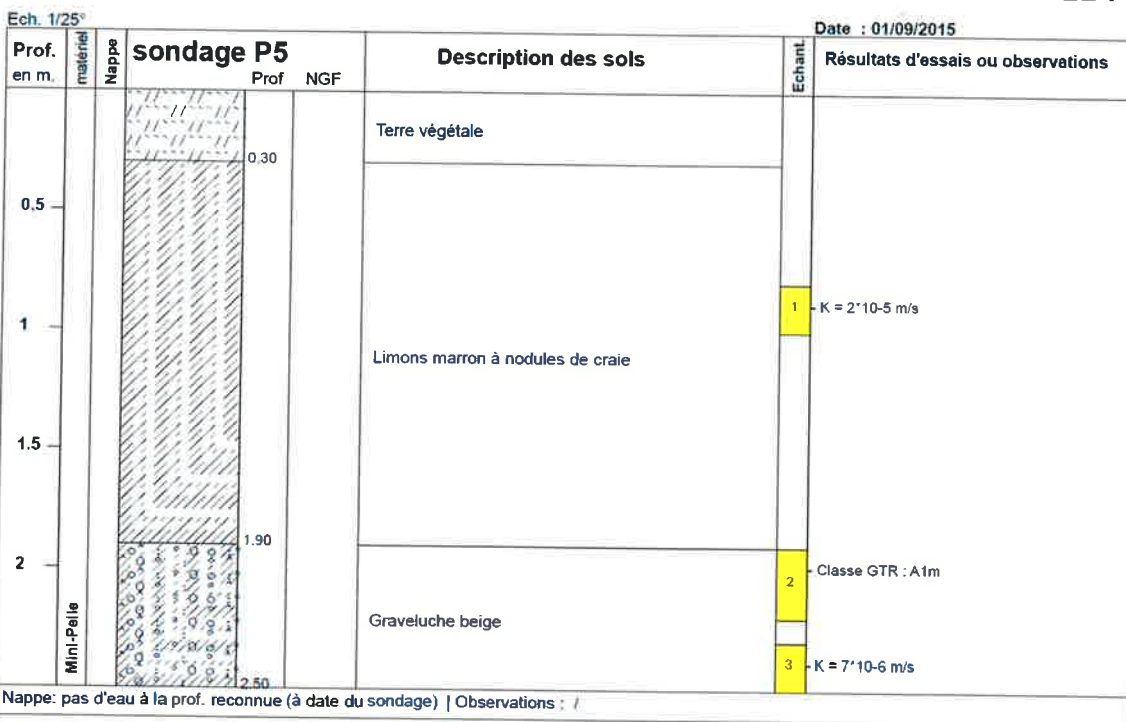 Ech. 1/25°
Date : 01/09/2015
Prof. en m.
matériel
Nappe
sondage P5
Prof NGF
Description des sols
Echant.
Résultats d'essais ou observations
Terre végétale
0,30
0,5
1 K = 2*10-5 m/s
1
Limons marron à nodules de craie
1.5
1.90
2
2 Classe GTR : A1m
Graveluche beige
Mini-Pelle
3 K = 7*10-6 m/s
2.50
Nappe: pas d'eau à la prof. reconnue (à date du sondage) | Observations : /